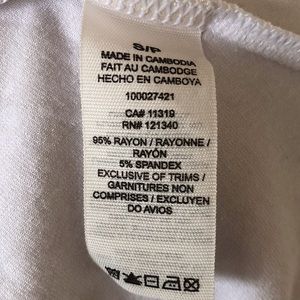 S/P
MADE IN CAMBODIA
FAIT AU CAMBODGE
HECHO EN CAMBOYA
100027421
CA# 11319
RN# 121340
95% RAYON / RAYONNE /
RAYÓN
5% SPANDEX
EXCLUSIVE OF TRIMS /
GARNITURES NON
COMPRISES / EXCLUYEN
DO AVIOS